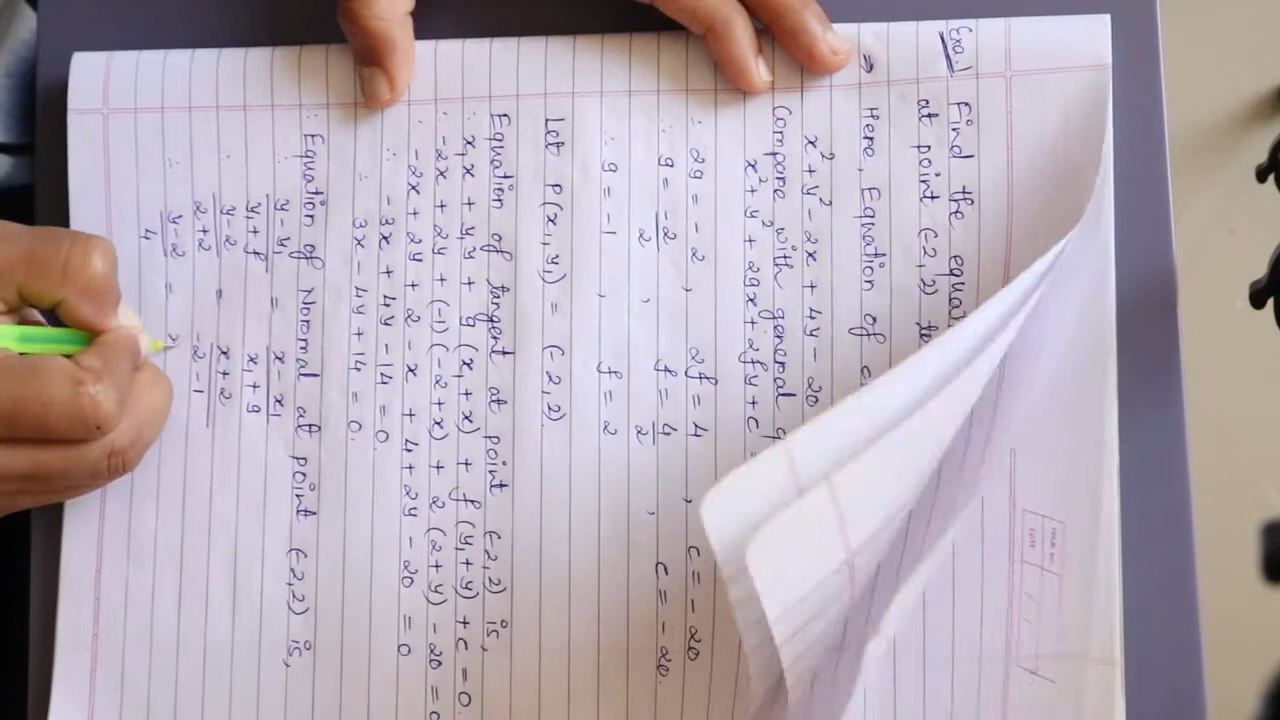 Exa.1 Find the equat
at point (-2, 2) to
⇒ Here, Equation of c
x² + y² - 2x + 4y - 20
Compare with general
x² + y² + 2gx + 2fy + c =
∴ 2g = -2 , 2f = 4 , c = -20
∴ g = -2/2 , f = 4/2 , c = -20.
∴ g = -1 , f = 2
Let P(x₁, y₁) = (-2, 2).
Equation of tangent at point (-2, 2) is,
∴ x₁x + y₁y + g(x₁+x) + f(y₁+y) + c = 0.
∴ -2x + 2y + (-1)(-2+x) + 2(2+y) - 20 = 0
∴ -2x + 2y + 2 - x + 4 + 2y - 20 = 0
∴ -3x + 4y - 14 = 0.
∴ 3x - 4y + 14 = 0.
∴ Equation of Normal at point (-2, 2) is,
y - y₁/y₁ + f = x - x₁/x₁ + g
∴ y - 2/2 + 2 = x + 2/-2 - 1
∴ y - 2/4 = x